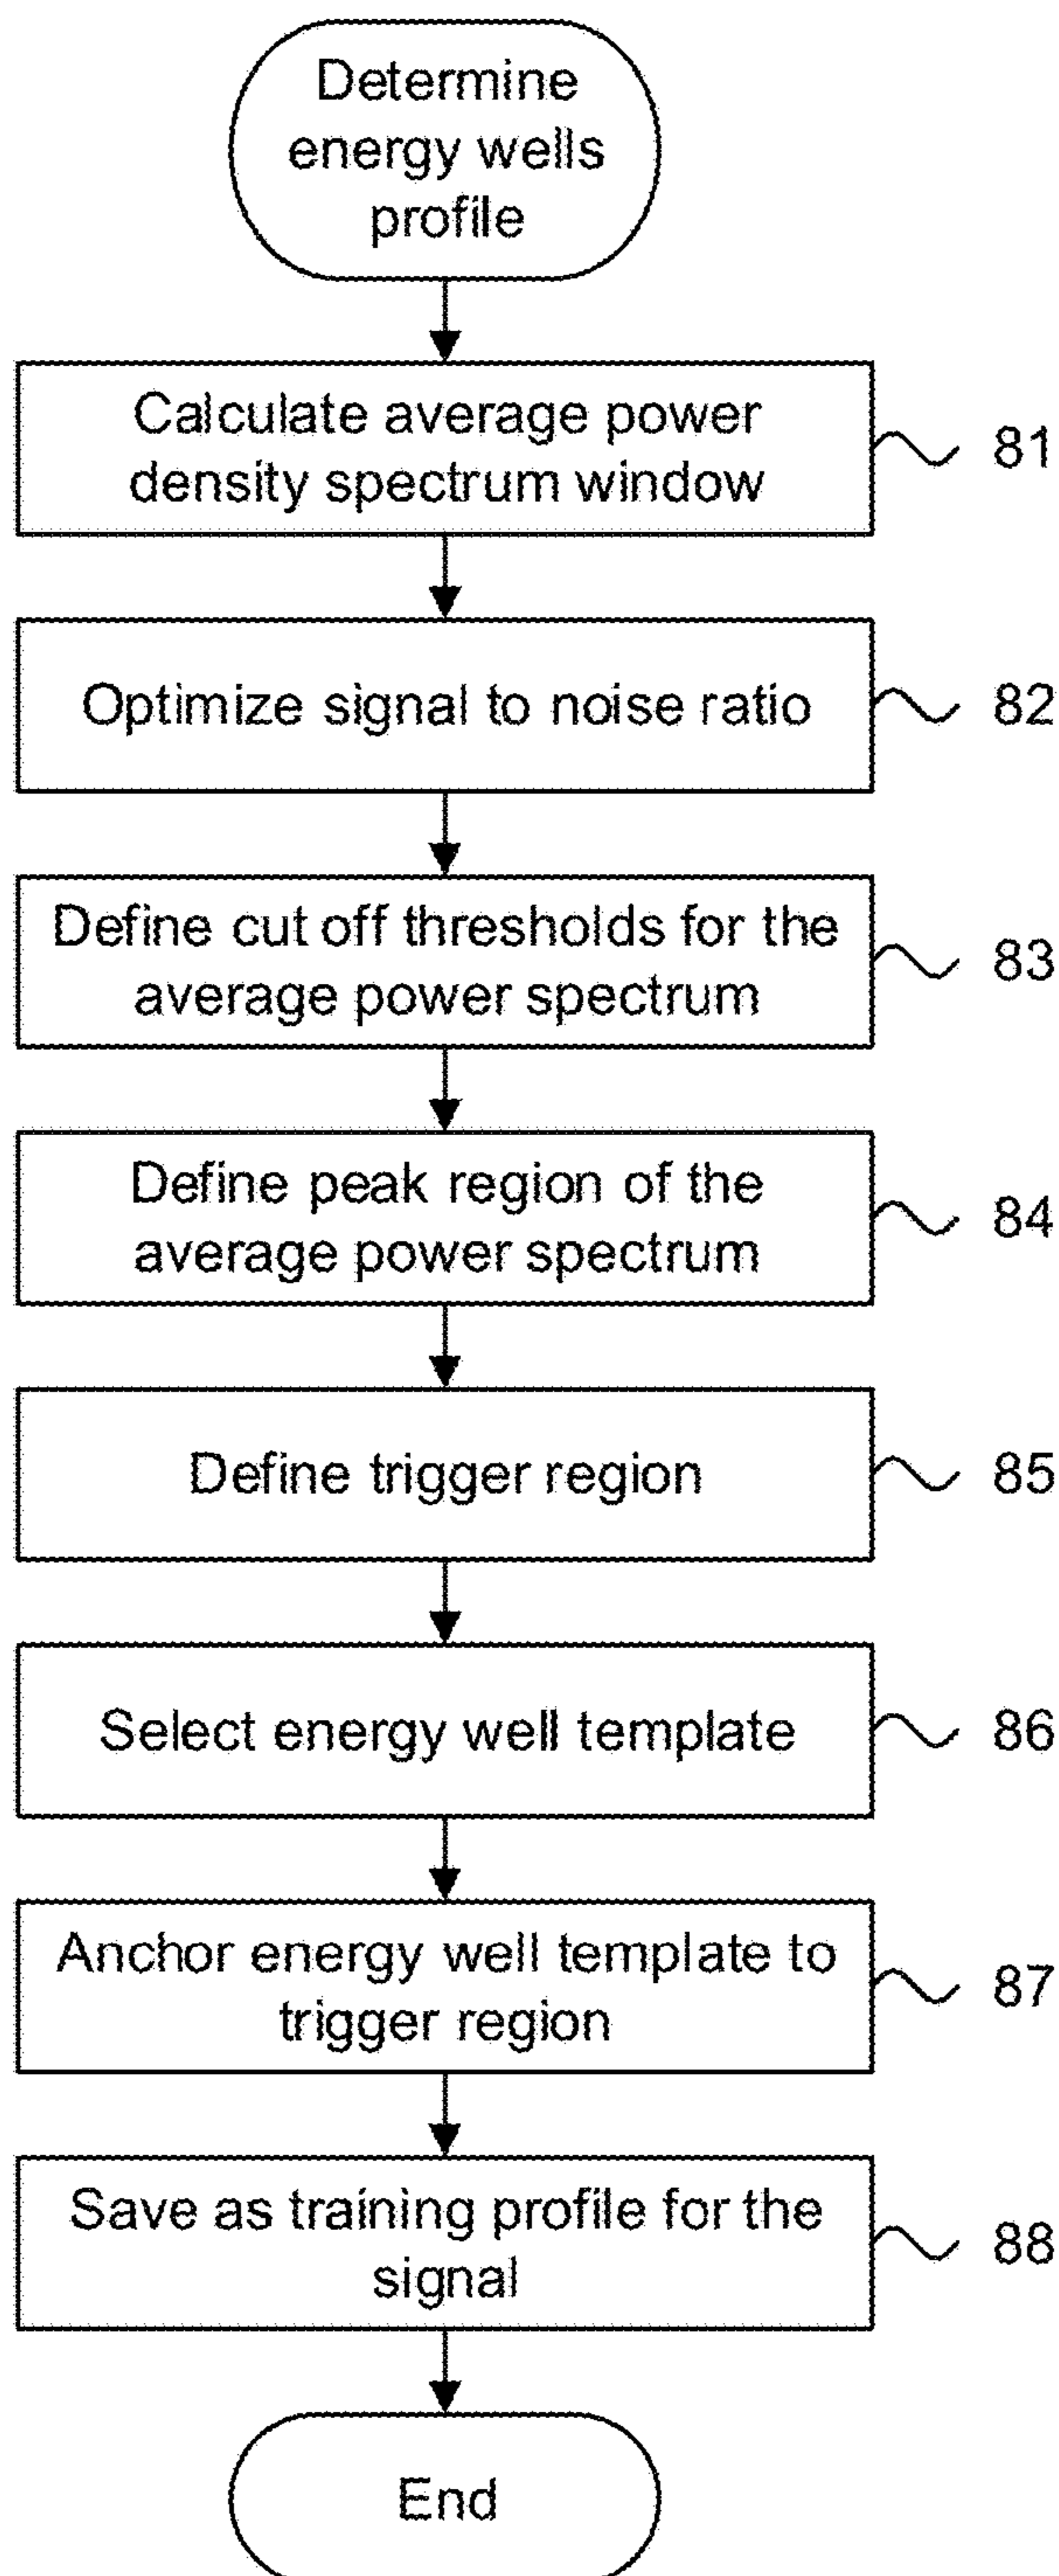 Determine
energy wells
profile
Calculate average power
density spectrum window
81
Optimize signal to noise ratio
82
Define cut off thresholds for the
average power spectrum
83
Define peak region of the
average power spectrum
84
Define trigger region
85
Select energy well template
86
Anchor energy well template to
trigger region
87
Save as training profile for the
signal
88
End